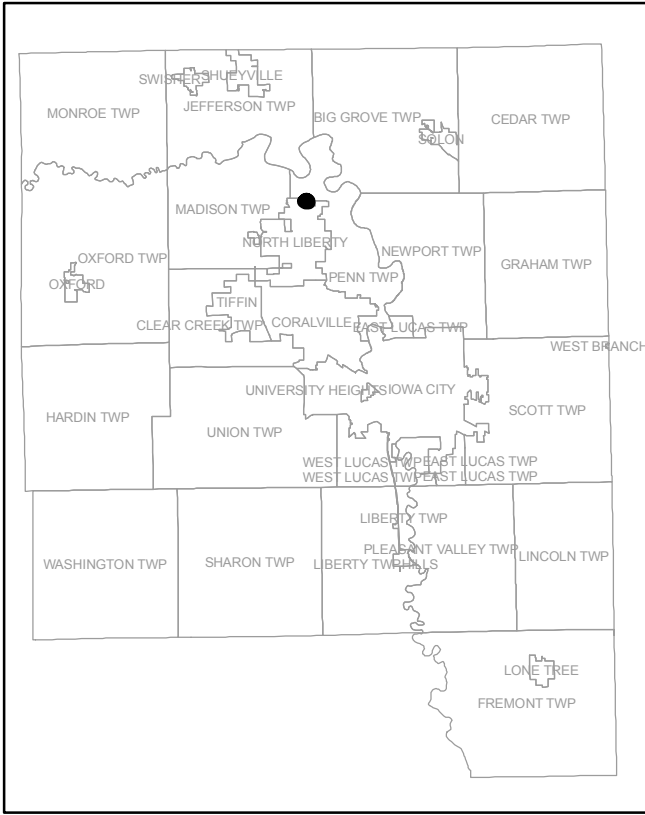 SWISHER
SHUEYVILLE
MONROE TWP
JEFFERSON TWP
BIG GROVE TWP
CEDAR TWP
SOLON
MADISON TWP
NORTH LIBERTY
OXFORD TWP
NEWPORT TWP
GRAHAM TWP
PENN TWP
OXFORD
TIFFIN
CLEAR CREEK TWP
CORALVILLE
EAST LUCAS TWP
WEST BRANCH
UNIVERSITY HEIGHTS
IOWA CITY
HARDIN TWP
SCOTT TWP
UNION TWP
WEST LUCAS TWP
EAST LUCAS TWP
WEST LUCAS TWP
EAST LUCAS TWP
LIBERTY TWP
PLEASANT VALLEY TWP
WASHINGTON TWP
SHARON TWP
LIBERTY TWP
HILLS
LINCOLN TWP
LONE TREE
FREMONT TWP